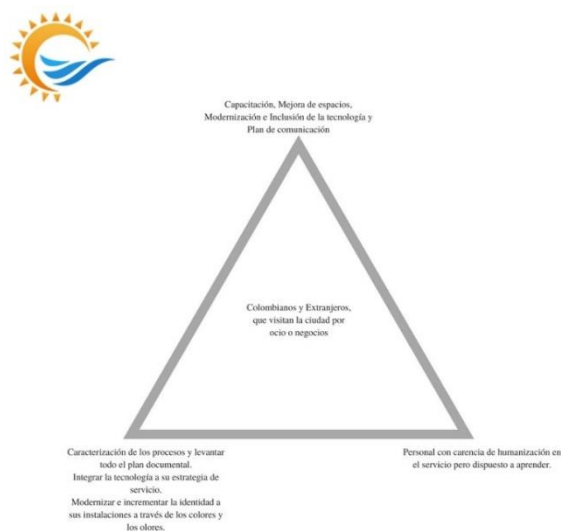 Capacitación, Mejora de espacios,
Modernización e Inclusión de la tecnología y
Plan de comunicación
Colombianos y Extranjeros,
que visitan la ciudad por
ocio o negocios
Caracterización de los procesos y levantar
todo el plan documental.
Integrar la tecnología a su estrategia de
servicio.
Modernizar e incrementar la identidad a
sus instalaciones a través de los colores y
los olores.
Personal con carencia de humanización en
el servicio pero dispuesto a aprender.